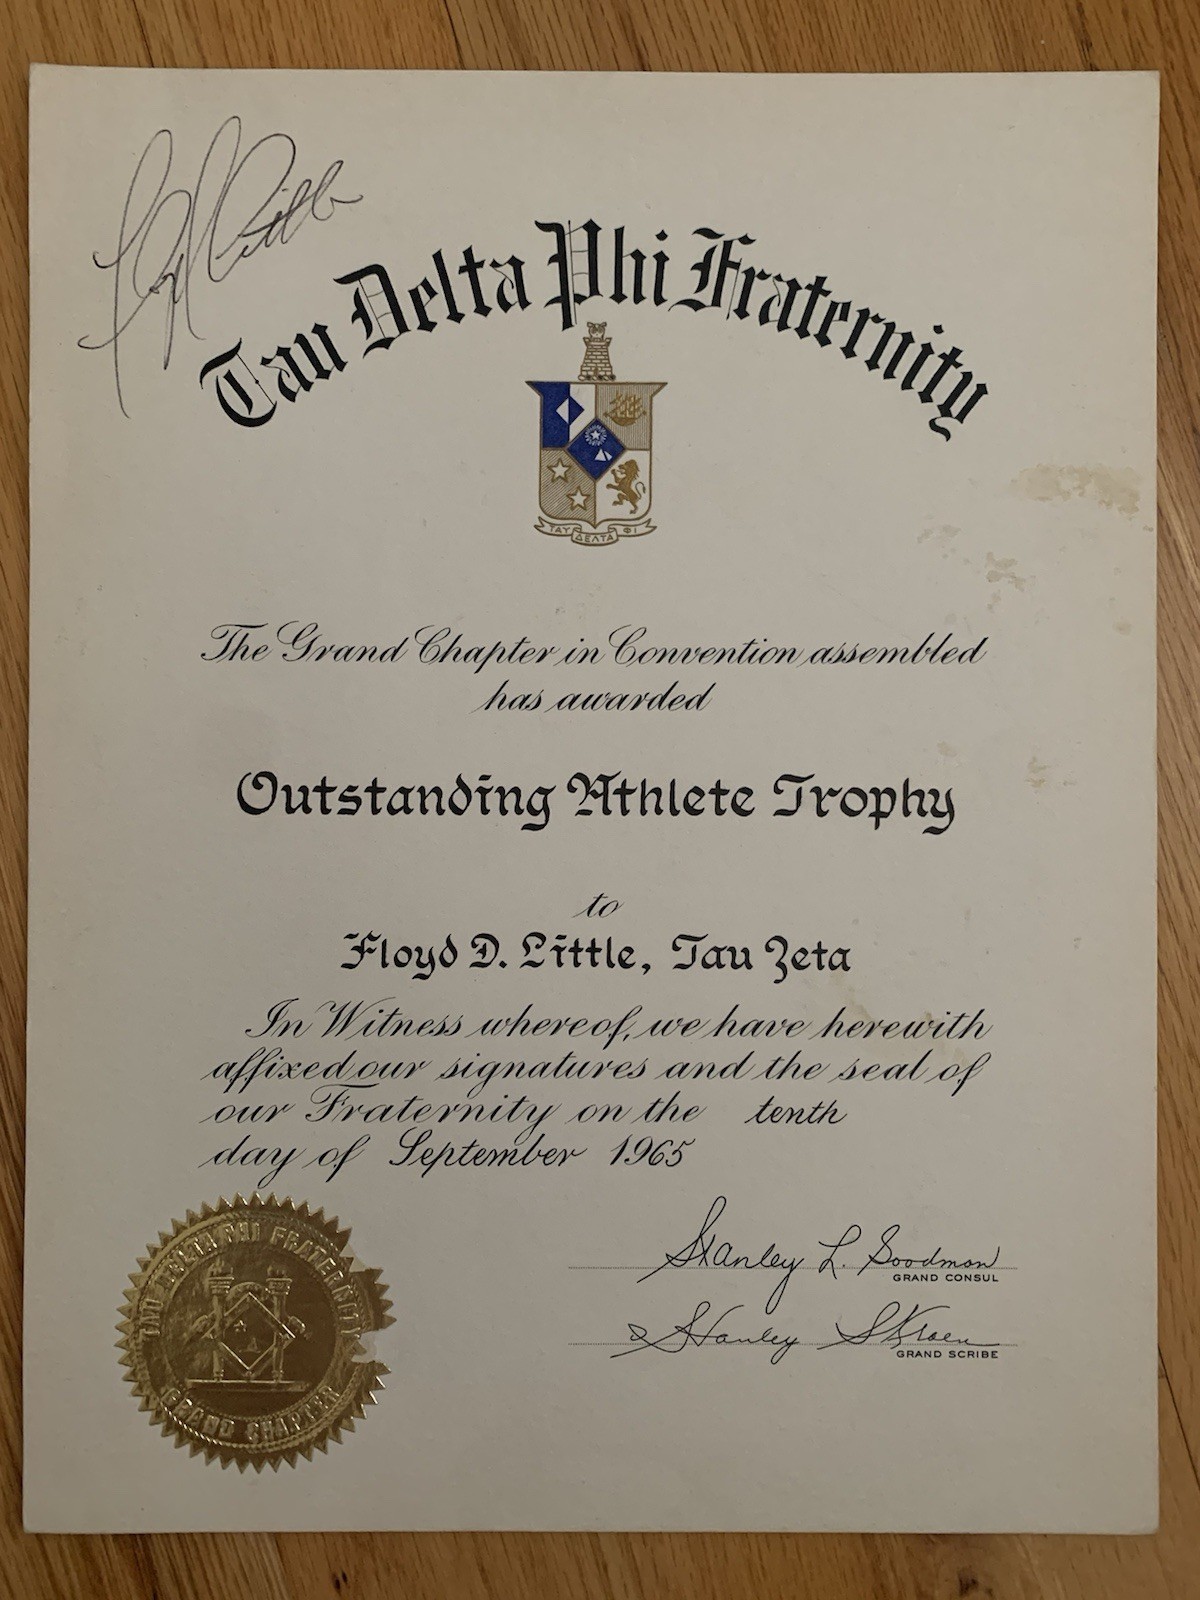 Floyd Little
Tau Delta Phi Fraternity
ΤΑΥ ΔΕΛΤΑ ΦΙ
The Grand Chapter in Convention assembled
has awarded
Outstanding Athlete Trophy
to
Floyd D. Little, Tau Zeta
In Witness whereof, we have herewith
affixed our signatures and the seal of
our Fraternity on the tenth
day of September 1965
TAU DELTA PHI FRATERNITY
GRAND CHAPTER
Stanley L. Goodman
GRAND CONSUL
Stanley
GRAND SCRIBE